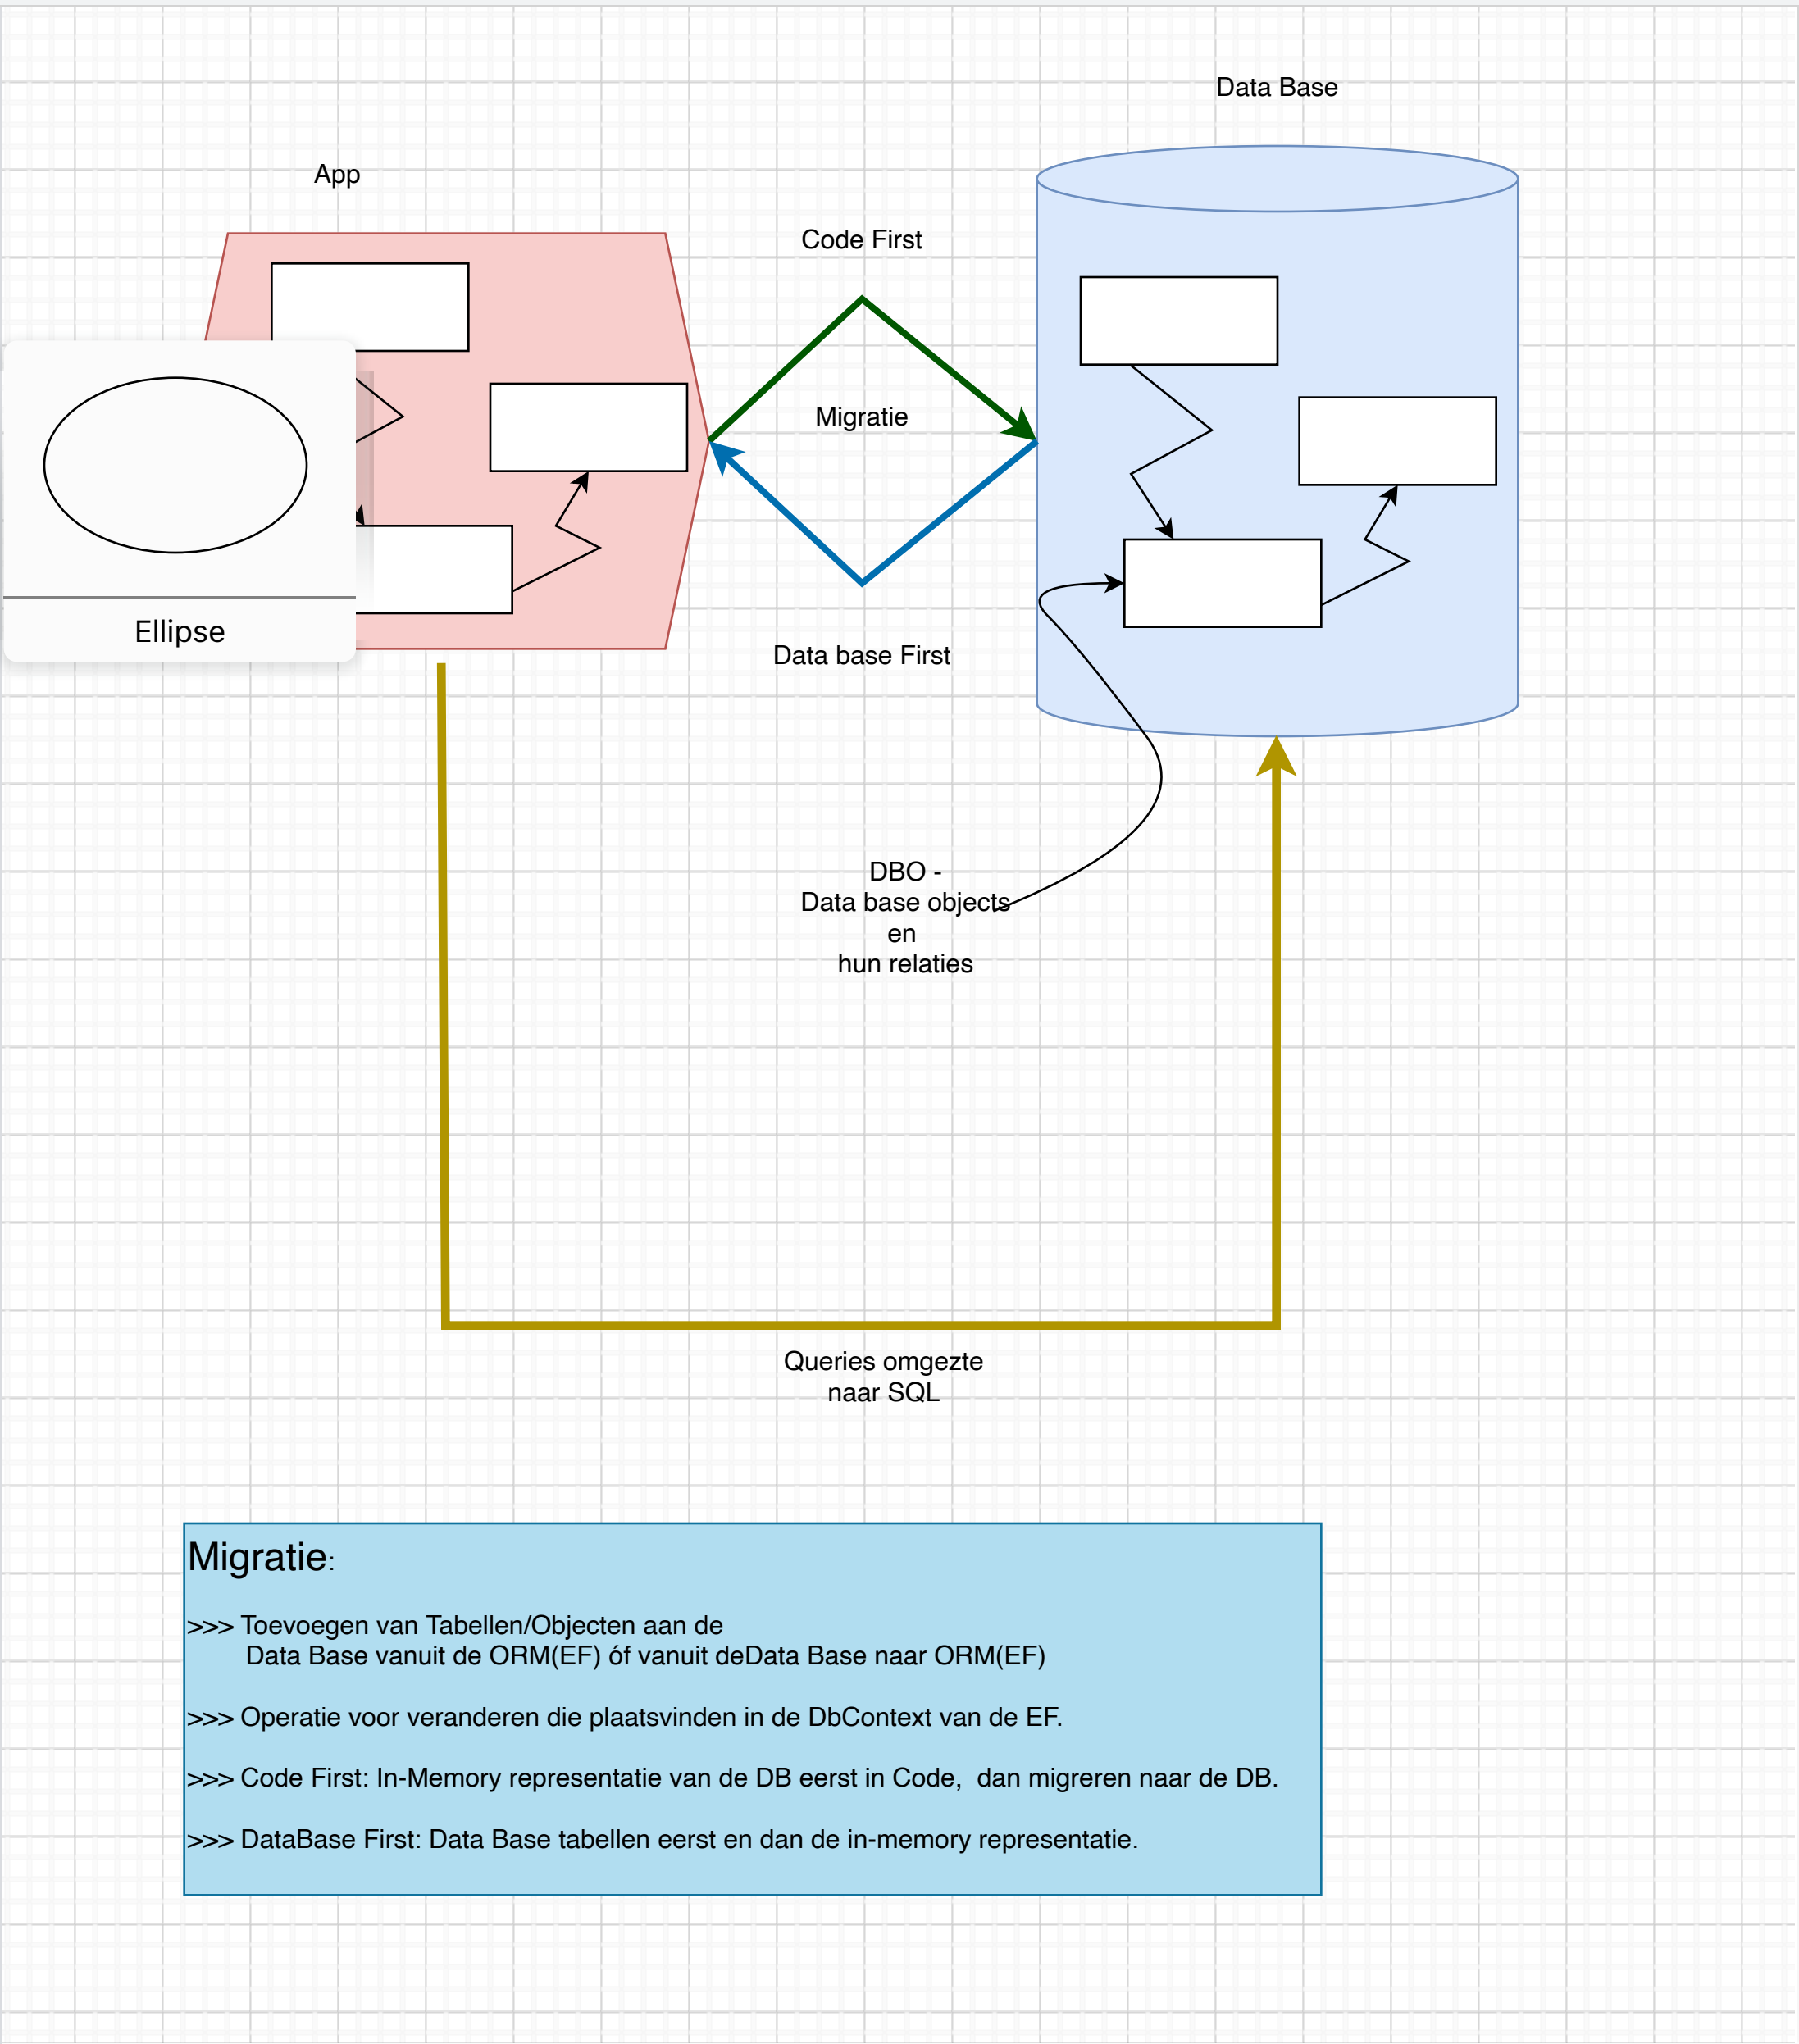 Data Base
App
Code First
Migratie
Ellipse
Data base First
DBO -
Data base objects
en
hun relaties
Queries omgezte
naar SQL
Migratie:
>>> Toevoegen van Tabellen/Objecten aan de
Data Base vanuit de ORM(EF) óf vanuit deData Base naar ORM(EF)
>>> Operatie voor veranderen die plaatsvinden in de DbContext van de EF.
>>> Code First: In-Memory representatie van de DB eerst in Code,  dan migreren naar de DB.
>>> DataBase First: Data Base tabellen eerst en dan de in-memory representatie.